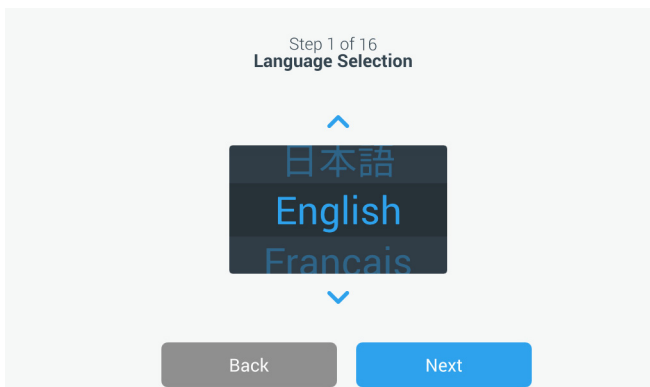 Step 1 of 16
Language Selection
日本語
English
Francais
Back
Next